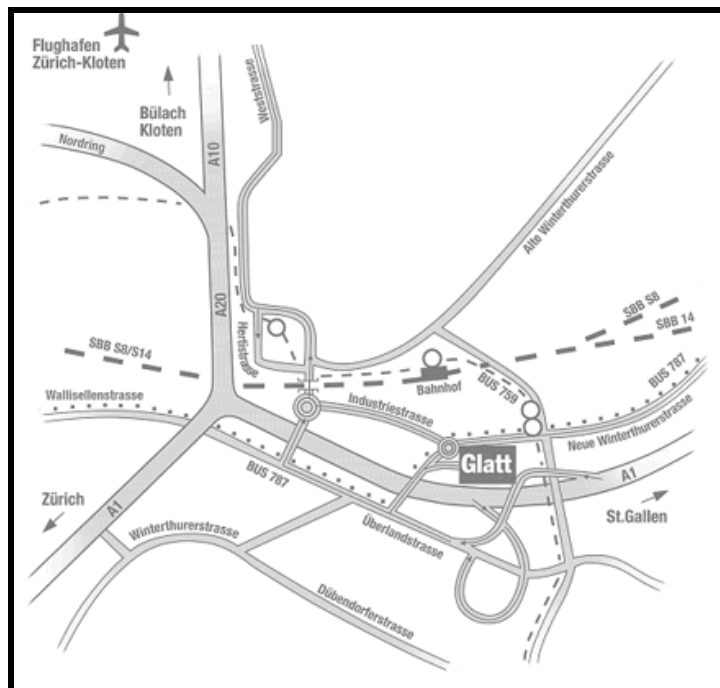 Flughafen
Zürich-Kloten
Bülach
Kloten
Nordring
A10
Weststrasse
Alte Winterthurerstrasse
A20
Hertistrasse
SBB S8
SBB 14
SBB S8/S14
Bahnhof
BUS 759
BUS 787
Wallisellenstrasse
Industriestrasse
Neue Winterthurerstrasse
Glatt
BUS 787
A1
Zürich
A1
St.Gallen
Überlandstrasse
Winterthurerstrasse
Dübendorferstrasse